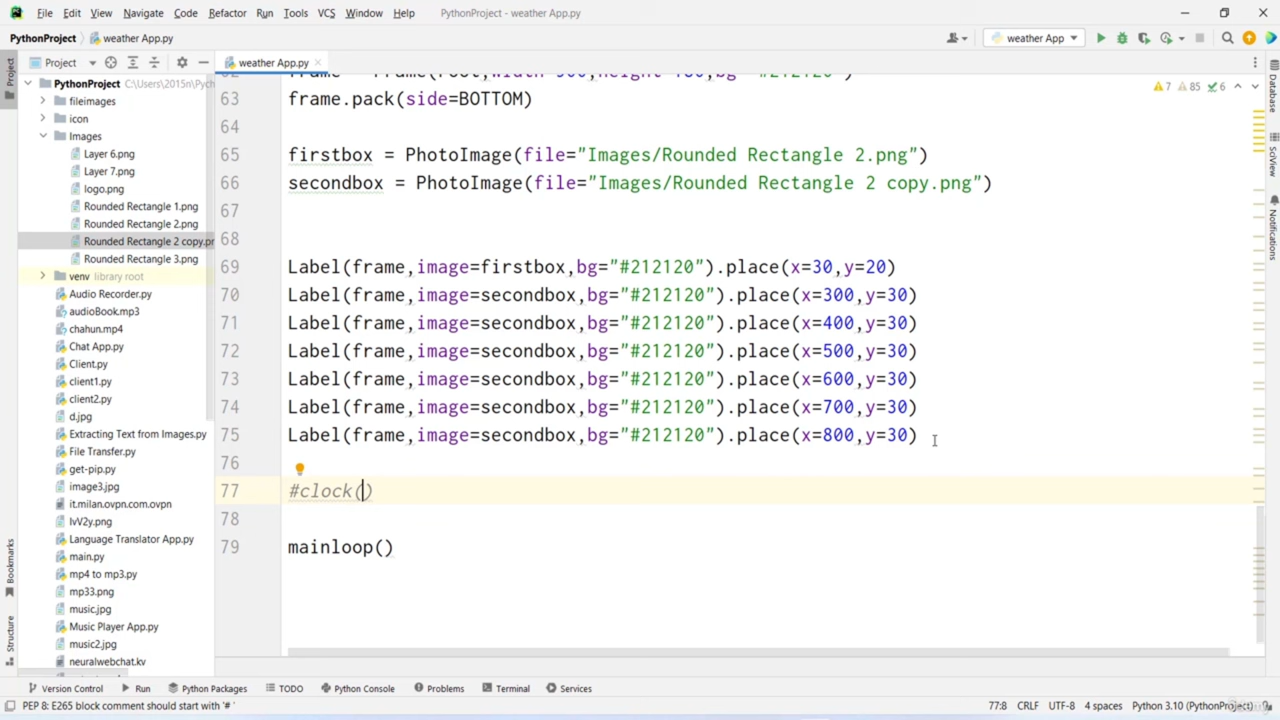 File Edit View Navigate Code Refactor Run Tools VCS Window Help PythonProject - weather App.py
PythonProject weather App.py weather App
Project weather App.py
PythonProject C:\Users\2015n\Pych
fileimages
icon
Images
Layer 6.png
Layer 7.png
logo.png
Rounded Rectangle 1.png
Rounded Rectangle 2.png
Rounded Rectangle 2 copy.pr
Rounded Rectangle 3.png
venv library root
Audio Recorder.py
audioBook.mp3
chahun.mp4
Chat App.py
Client.py
client1.py
client2.py
d.jpg
Extracting Text from Images.py
File Transfer.py
get-pip.py
image3.jpg
it.milan.ovpn.com.ovpn
lvV2y.png
Language Translator App.py
main.py
mp4 to mp3.py
mp33.png
music.jpg
Music Player App.py
music2.jpg
neuralwebchat.kv
7 85 6
63 frame.pack(side=BOTTOM)
64
65 firstbox = PhotoImage(file="Images/Rounded Rectangle 2.png")
66 secondbox = PhotoImage(file="Images/Rounded Rectangle 2 copy.png")
67
68
69 Label(frame,image=firstbox,bg="#212120").place(x=30,y=20)
70 Label(frame,image=secondbox,bg="#212120").place(x=300,y=30)
71 Label(frame,image=secondbox,bg="#212120").place(x=400,y=30)
72 Label(frame,image=secondbox,bg="#212120").place(x=500,y=30)
73 Label(frame,image=secondbox,bg="#212120").place(x=600,y=30)
74 Label(frame,image=secondbox,bg="#212120").place(x=700,y=30)
75 Label(frame,image=secondbox,bg="#212120").place(x=800,y=30)
76
77 #clock()
78
79 mainloop()
Project
Bookmarks
Structure
Database
SciView
Notifications
Version Control Run Python Packages TODO Python Console Problems Terminal Services
PEP 8: E265 block comment should start with '# ' 77:8 CRLF UTF-8 4 spaces Python 3.10 (PythonProject)